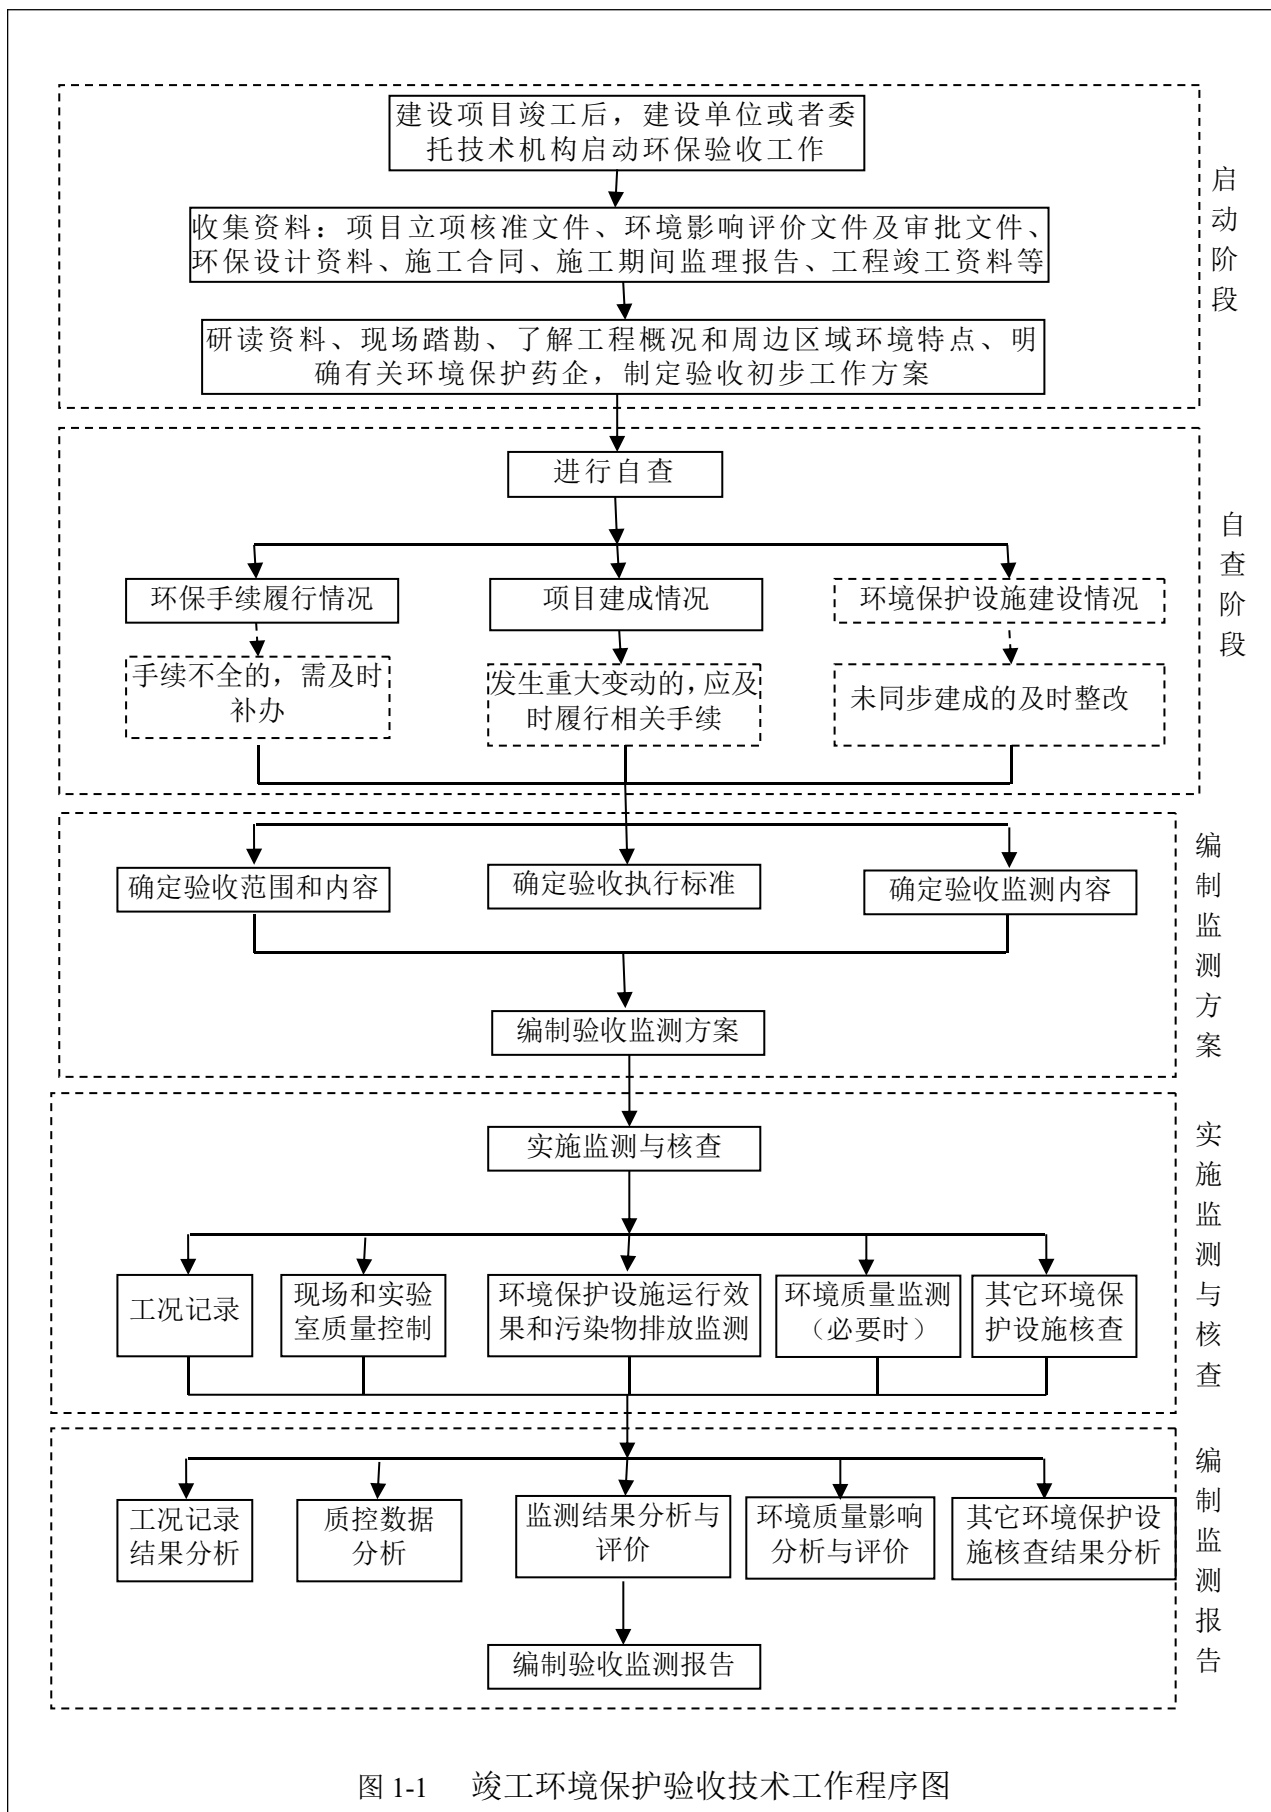 建设项目竣工后，建设单位或者委
托技术机构启动环保验收工作
收集资料：项目立项核准文件、环境影响评价文件及审批文件、
环保设计资料、施工合同、施工期间监理报告、工程竣工资料等
研读资料、现场踏勘、了解工程概况和周边区域环境特点、明
确有关环境保护药企，制定验收初步工作方案
启动阶段
进行自查
环保手续履行情况
项目建成情况
环境保护设施建设情况
手续不全的，需及时
补办
发生重大变动的，应及
时履行相关手续
未同步建成的及时整改
自查阶段
确定验收范围和内容
确定验收执行标准
确定验收监测内容
编制验收监测方案
编制监测方案
实施监测与核查
工况记录
现场和实验
室质量控制
环境保护设施运行效
果和污染物排放监测
环境质量监测
（必要时）
其它环境保
护设施核查
实施监测与核查
工况记录
结果分析
质控数据
分析
监测结果分析与
评价
环境质量影响
分析与评价
其它环境保护设
施核查结果分析
编制验收监测报告
编制监测报告
图 1-1 竣工环境保护验收技术工作程序图